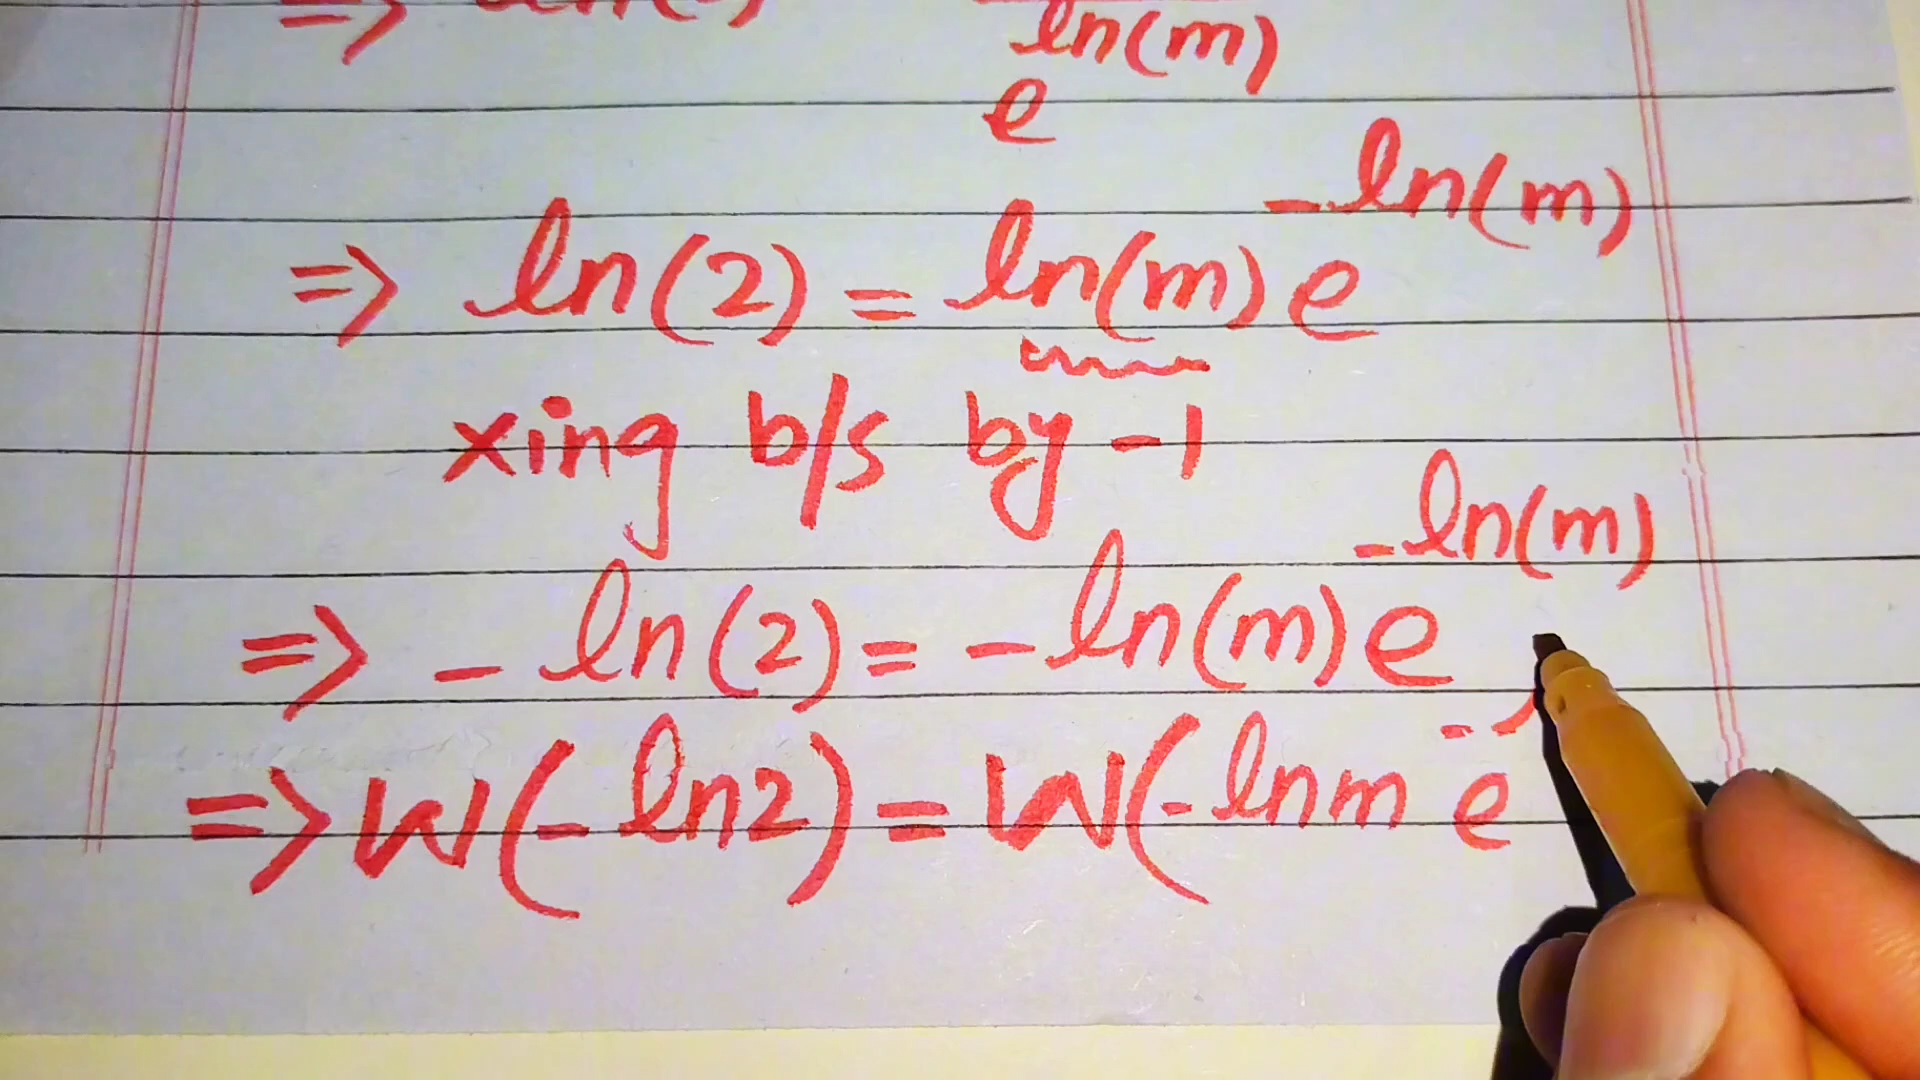 => ln(m)
e
=> ln(2) = ln(m) e^-ln(m)
xing b/s by -1
=> - ln(2) = - ln(m) e^-ln(m)
=> W(- ln2) = W(- lnm e^-